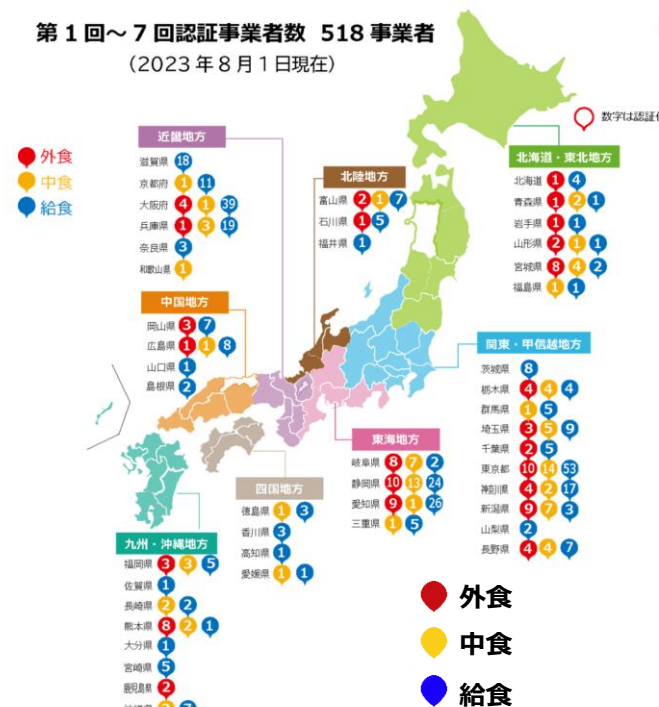 第1回～7回認証事業者数 518事業者
(2023年8月1日現在)
数字は認証
外食
中食
給食
近畿地方
滋賀県 18
京都府 1 11
大阪府 4 1 39
兵庫県 1 3 19
奈良県 3
和歌山県 1
北陸地方
富山県 2 1 7
石川県 1 5
福井県 1
北海道・東北地方
北海道 1 4
青森県 1 2 1
岩手県 1 1
山形県 2 1 1
宮城県 8 4 2
福島県 1 1
中国地方
岡山県 3 7
広島県 1 1 8
山口県 1
島根県 2
関東・甲信越地方
茨城県 8
栃木県 4 4 4
群馬県 1 5
埼玉県 3 5 9
千葉県 2 5
東京都 10 14 53
神奈川県 4 2 17
新潟県 9 7 3
山梨県 2
長野県 4 4 7
東海地方
岐阜県 8 7 2
静岡県 10 13 24
愛知県 9 1 26
三重県 1 5
四国地方
徳島県 1 3
香川県 3
高知県 1
愛媛県 1 1
九州・沖縄地方
福岡県 3 3 5
佐賀県 1
長崎県 2 2
熊本県 8 2 1
大分県 1
宮崎県 5
鹿児島県 2
外食
中食
給食